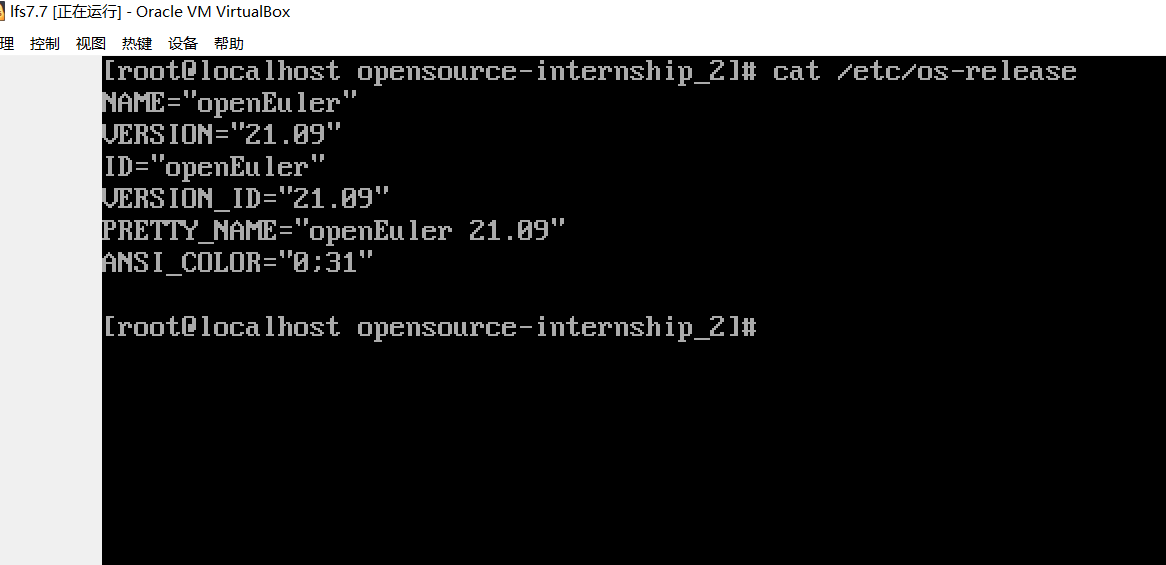 lfs7.7 [正在运行] - Oracle VM VirtualBox
理 控制 视图 热键 设备 帮助
[root@localhost opensource-internship_2]# cat /etc/os-release
NAME="openEuler"
VERSION="21.09"
ID="openEuler"
VERSION_ID="21.09"
PRETTY_NAME="openEuler 21.09"
ANSI_COLOR="0;31"
[root@localhost opensource-internship_2]#